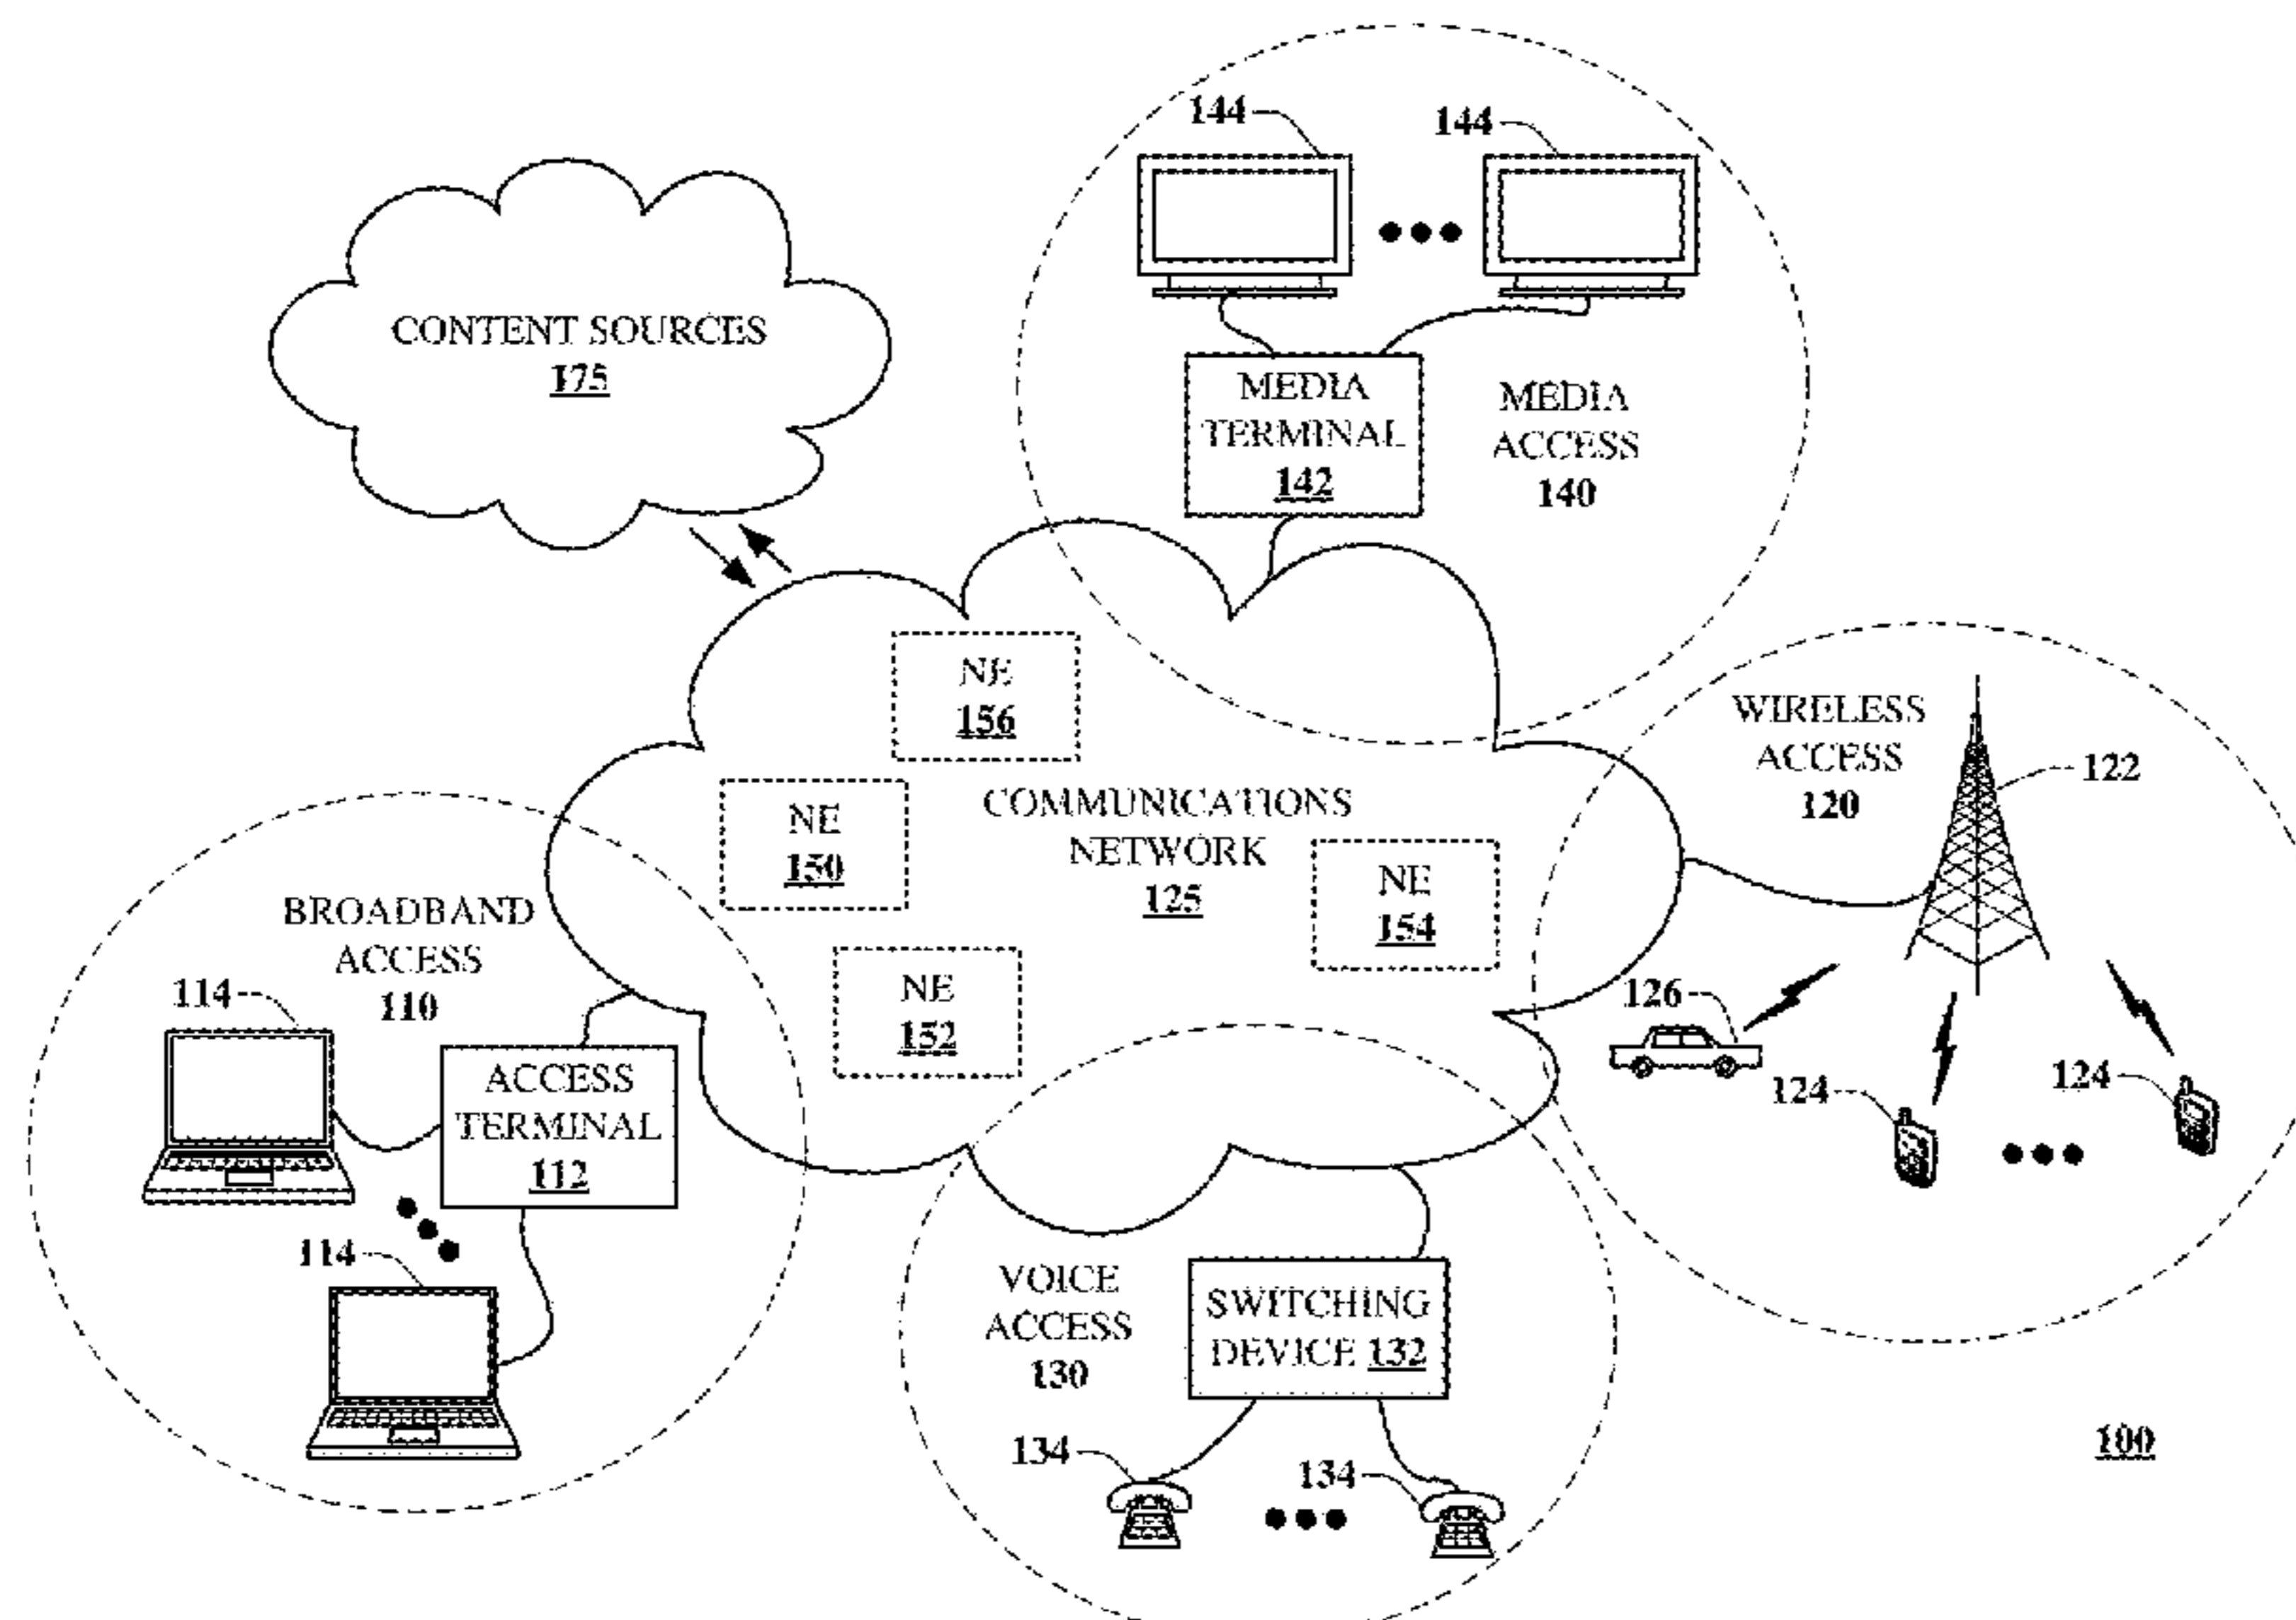 144
144
CONTENT SOURCES
175
MEDIA
TERMINAL
142
MEDIA
ACCESS
140
NE
156
WIRELESS
ACCESS
120
122
NE
150
COMMUNICATIONS
NETWORK
125
NE
154
BROADBAND
ACCESS
110
114
NE
152
126
124
124
ACCESS
TERMINAL
112
114
VOICE
ACCESS
130
SWITCHING
DEVICE 132
134
134
100